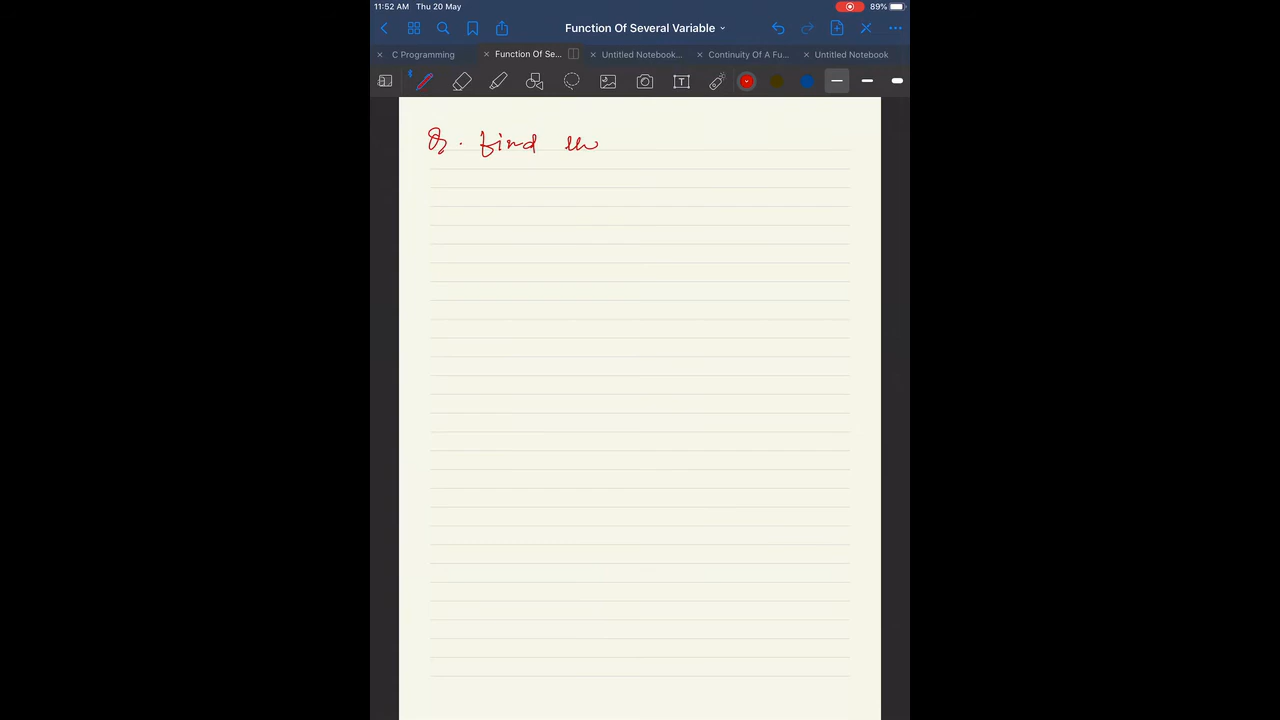 11:52 AM Thu 20 May 89%
Function Of Several Variable
C Programming Function Of Se... Untitled Notebook... Continuity Of A Fu... Untitled Notebook
T
Q. find the